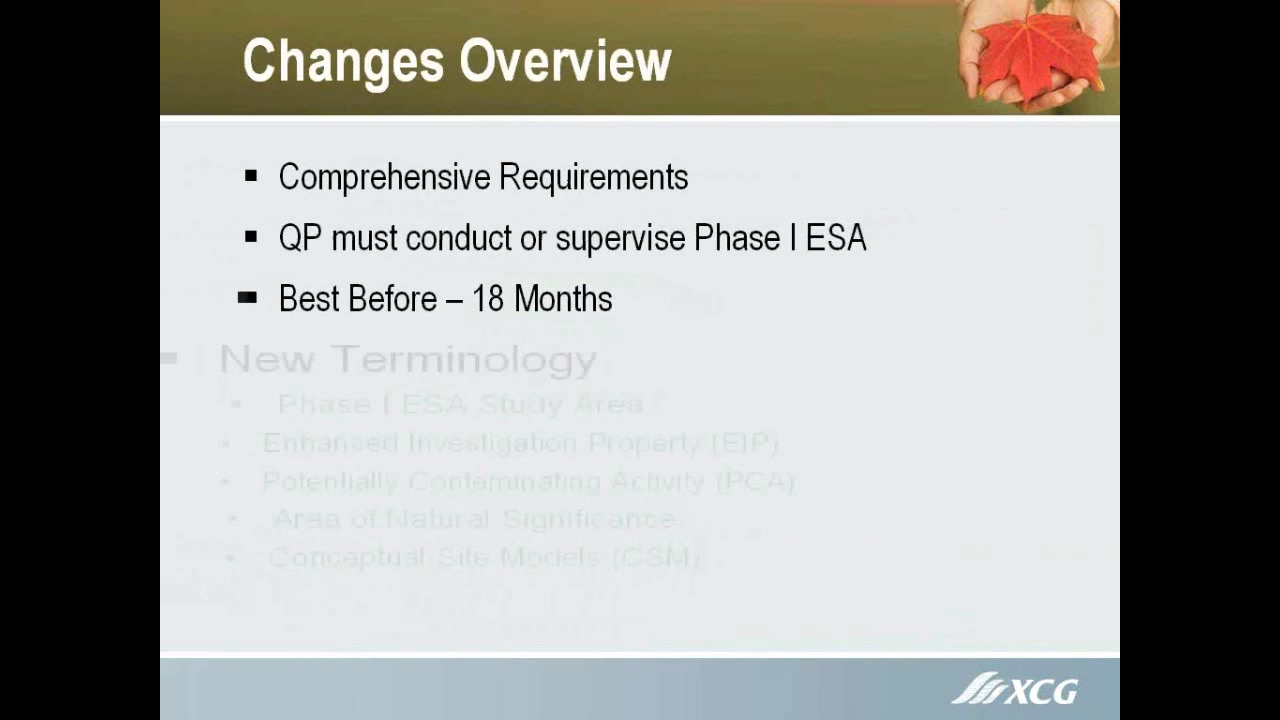 Changes Overview
▪ Comprehensive Requirements
▪ QP must conduct or supervise Phase I ESA
▪ Best Before – 18 Months
▪ New Terminology
• Phase I ESA Study Area
• Enhanced Investigation Property (EIP)
• Potentially Contaminating Activity (PCA)
• Area of Natural Significance
• Conceptual Site Models (CSM)
XCG